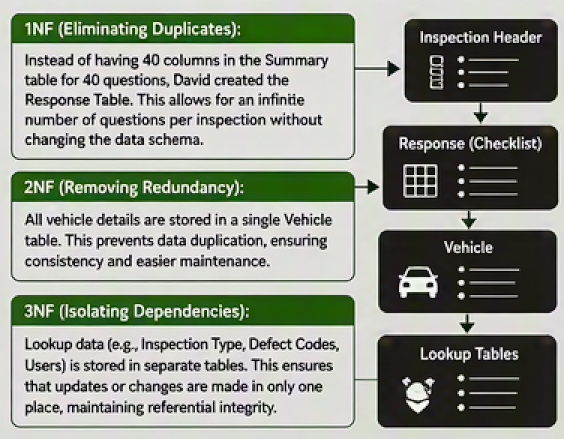 1NF (Eliminating Duplicates):
Instead of having 40 columns in the Summary
table for 40 questions, David created the
Response Table. This allows for an infinite
number of questions per inspection without
changing the data schema.
2NF (Removing Redundancy):
All vehicle details are stored in a single Vehicle
table. This prevents data duplication, ensuring
consistency and easier maintenance.
3NF (Isolating Dependencies):
Lookup data (e.g., Inspection Type, Defect Codes,
Users) is stored in separate tables. This ensures
that updates or changes are made in only one
place, maintaining referential integrity.
Inspection Header
Response (Checklist)
Vehicle
Lookup Tables